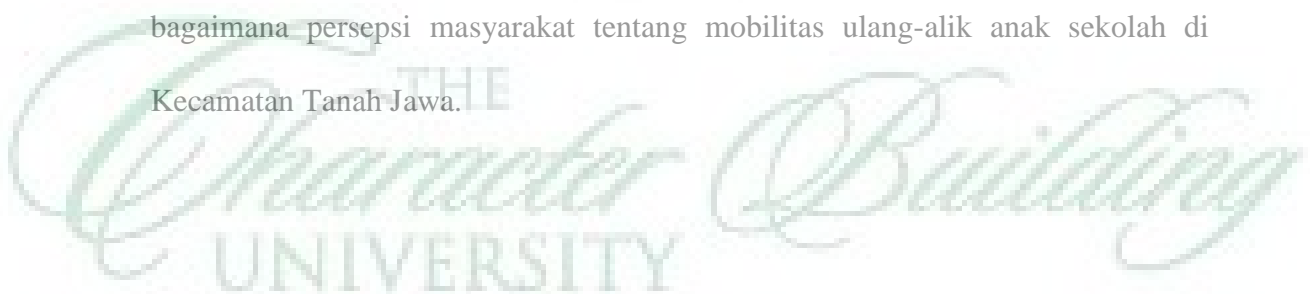 bagaimana persepsi masyarakat tentang mobilitas ulang-alik anak sekolah di
Kecamatan Tanah Jawa.
THE
Character Building
UNIVERSITY